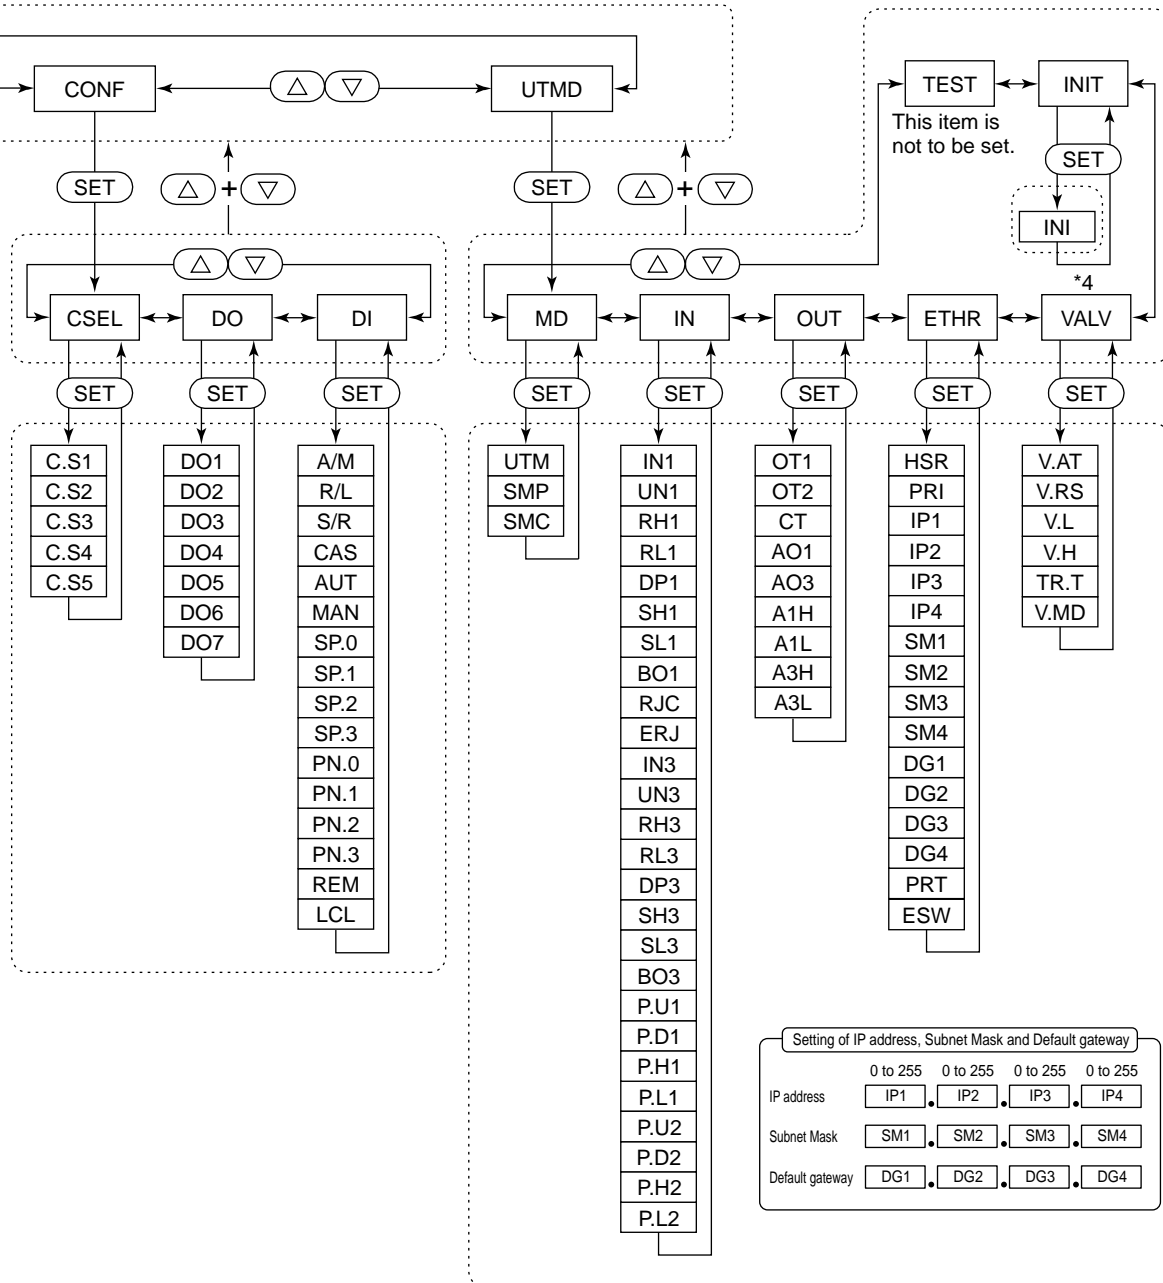 CONF
UTMD
TEST
INIT
This item is
not to be set.
SET
INI
SET
+
SET
+
*4
CSEL
DO
DI
MD
IN
OUT
ETHR
VALV
SET
SET
SET
SET
SET
SET
SET
SET
C.S1
C.S2
C.S3
C.S4
C.S5
DO1
DO2
DO3
DO4
DO5
DO6
DO7
A/M
R/L
S/R
CAS
AUT
MAN
SP.0
SP.1
SP.2
SP.3
PN.0
PN.1
PN.2
PN.3
REM
LCL
UTM
SMP
SMC
IN1
UN1
RH1
RL1
DP1
SH1
SL1
BO1
RJC
ERJ
IN3
UN3
RH3
RL3
DP3
SH3
SL3
BO3
P.U1
P.D1
P.H1
P.L1
P.U2
P.D2
P.H2
P.L2
OT1
OT2
CT
AO1
AO3
A1H
A1L
A3H
A3L
HSR
PRI
IP1
IP2
IP3
IP4
SM1
SM2
SM3
SM4
DG1
DG2
DG3
DG4
PRT
ESW
V.AT
V.RS
V.L
V.H
TR.T
V.MD
Setting of IP address, Subnet Mask and Default gateway
0 to 255 0 to 255 0 to 255 0 to 255
IP address IP1 . IP2 . IP3 . IP4
Subnet Mask SM1 . SM2 . SM3 . SM4
Default gateway DG1 . DG2 . DG3 . DG4